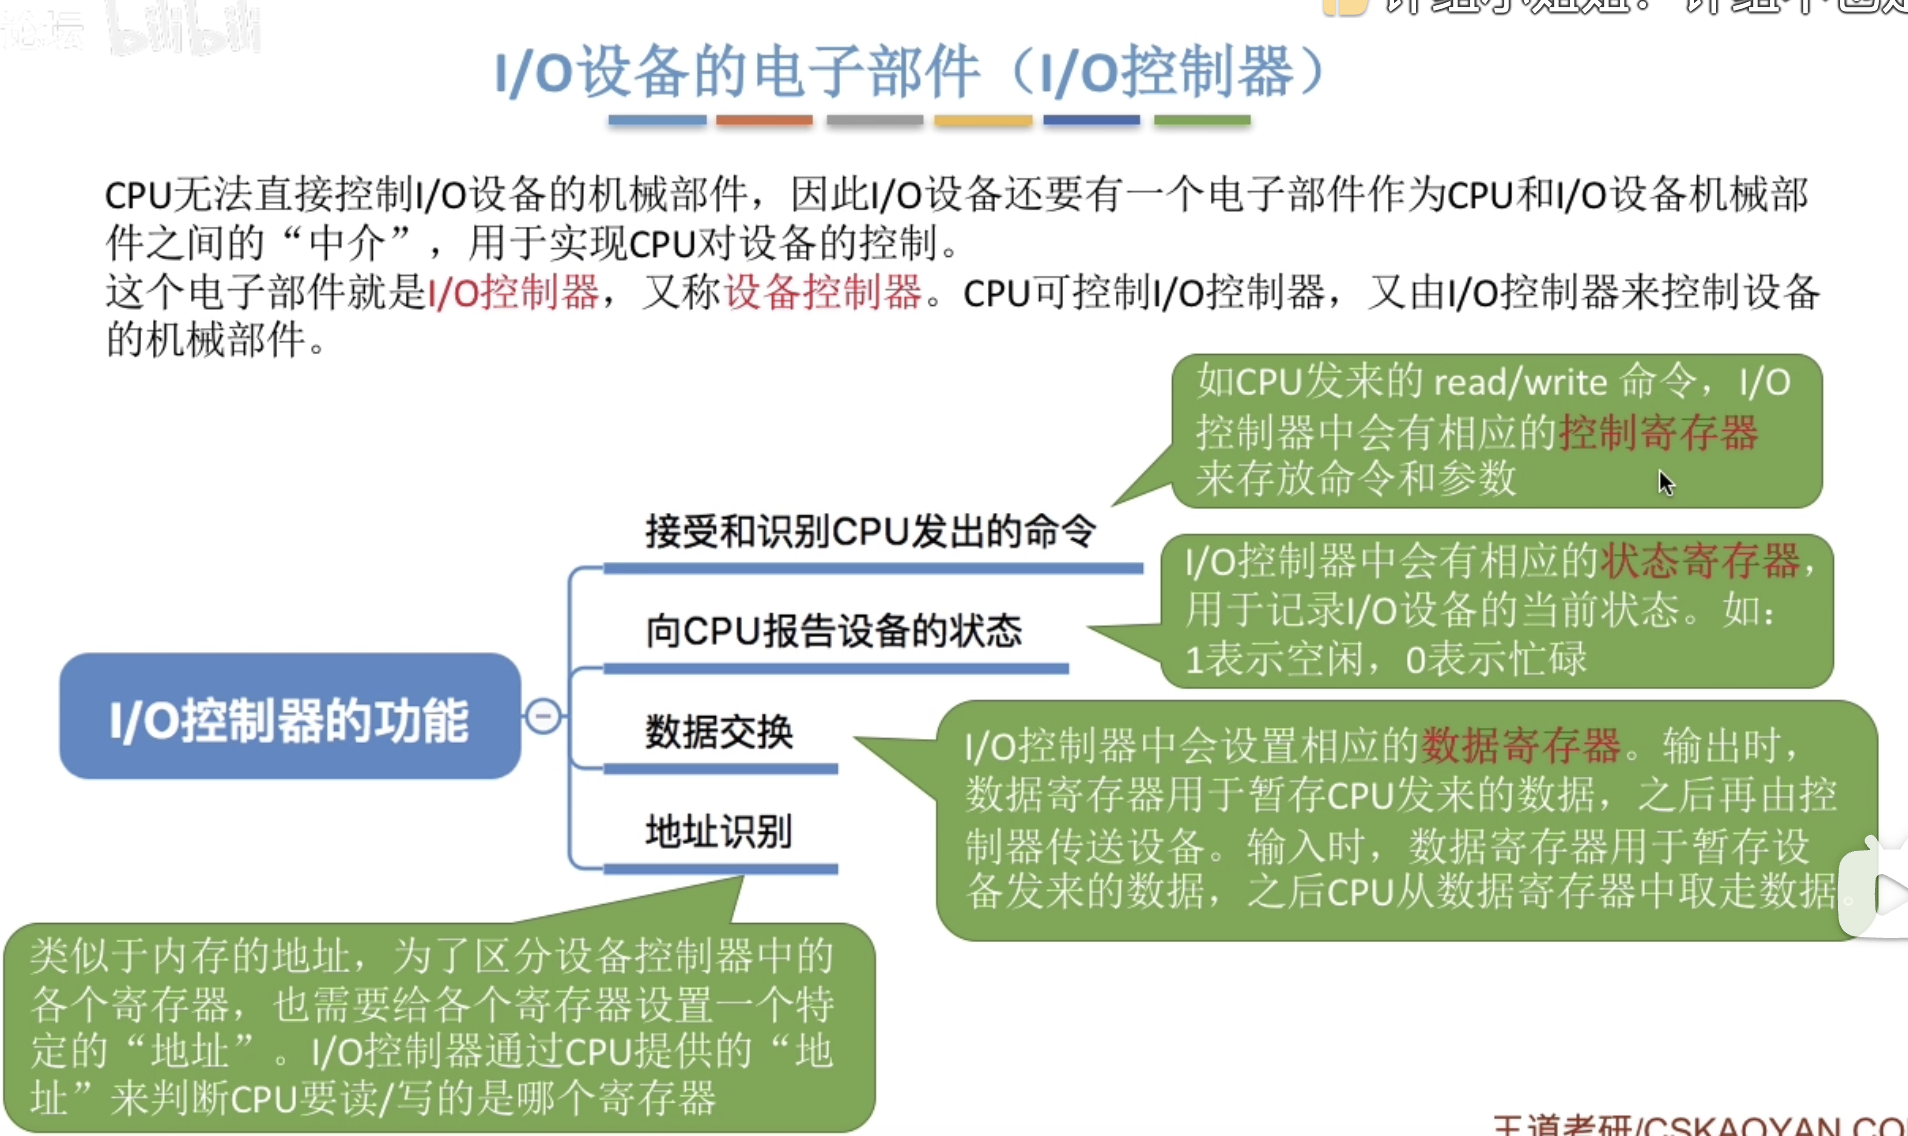 论坛 bilibili
I/O设备的电子部件（I/O控制器）
CPU无法直接控制I/O设备的机械部件，因此I/O设备还要有一个电子部件作为CPU和I/O设备机械部
件之间的“中介”，用于实现CPU对设备的控制。
这个电子部件就是I/O控制器，又称设备控制器。CPU可控制I/O控制器，又由I/O控制器来控制设备
的机械部件。
如CPU发来的 read/write 命令，I/O
控制器中会有相应的控制寄存器
来存放命令和参数
接受和识别CPU发出的命令
I/O控制器中会有相应的状态寄存器，
用于记录I/O设备的当前状态。如：
1表示空闲，0表示忙碌
向CPU报告设备的状态
I/O控制器的功能
数据交换
I/O控制器中会设置相应的数据寄存器。输出时，
数据寄存器用于暂存CPU发来的数据，之后再由控
制器传送设备。输入时，数据寄存器用于暂存设
备发来的数据，之后CPU从数据寄存器中取走数据。
地址识别
类似于内存的地址，为了区分设备控制器中的
各个寄存器，也需要给各个寄存器设置一个特
定的“地址”。I/O控制器通过CPU提供的“地
址”来判断CPU要读/写的是哪个寄存器
王道考研/CSKAOYAN.CO